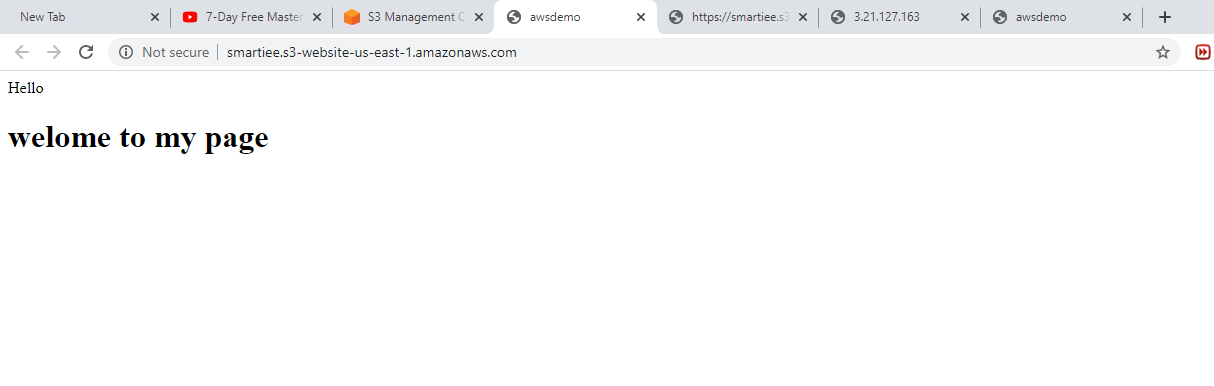 New Tab
7-Day Free Master
S3 Management C
awsdemo
https://smartiee.s3
3.21.127.163
awsdemo
Not secure
smartiee.s3-website-us-east-1.amazonaws.com
Hello
welome to my page